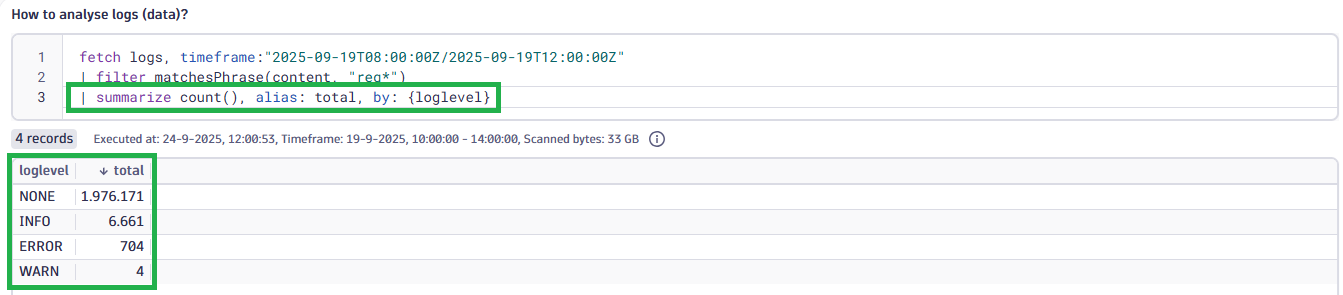 How to analyse logs (data)?
1 fetch logs, timeframe:"2025-09-19T08:00:00Z/2025-09-19T12:00:00Z"
2 | filter matchesPhrase(content, "req*")
3 | summarize count(), alias: total, by: {loglevel}
4 records Executed at: 24-9-2025, 12:00:53, Timeframe: 19-9-2025, 10:00:00 - 14:00:00, Scanned bytes: 33 GB
loglevel ↓ total
NONE 1.976.171
INFO 6.661
ERROR 704
WARN 4